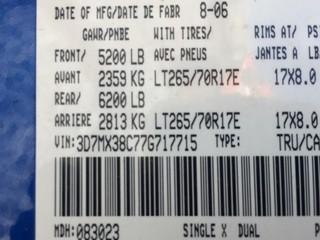 DATE OF MFG/DATE DE FABR 8-06
GAWR/PNBE WITH TIRES/ RIMS AT/ PS
FRONT/ 5200 LB AVEC PNEUS JANTES A LB
AVANT 2359 KG LT265/70R17E 17X8.0
REAR/ 6200 LB
ARRIERE 2813 KG LT265/70R17E 17X8.0
VIN:3D7MX38C77G717715 TYPE: TRU/CA
MDH:083023 SINGLE X DUAL P